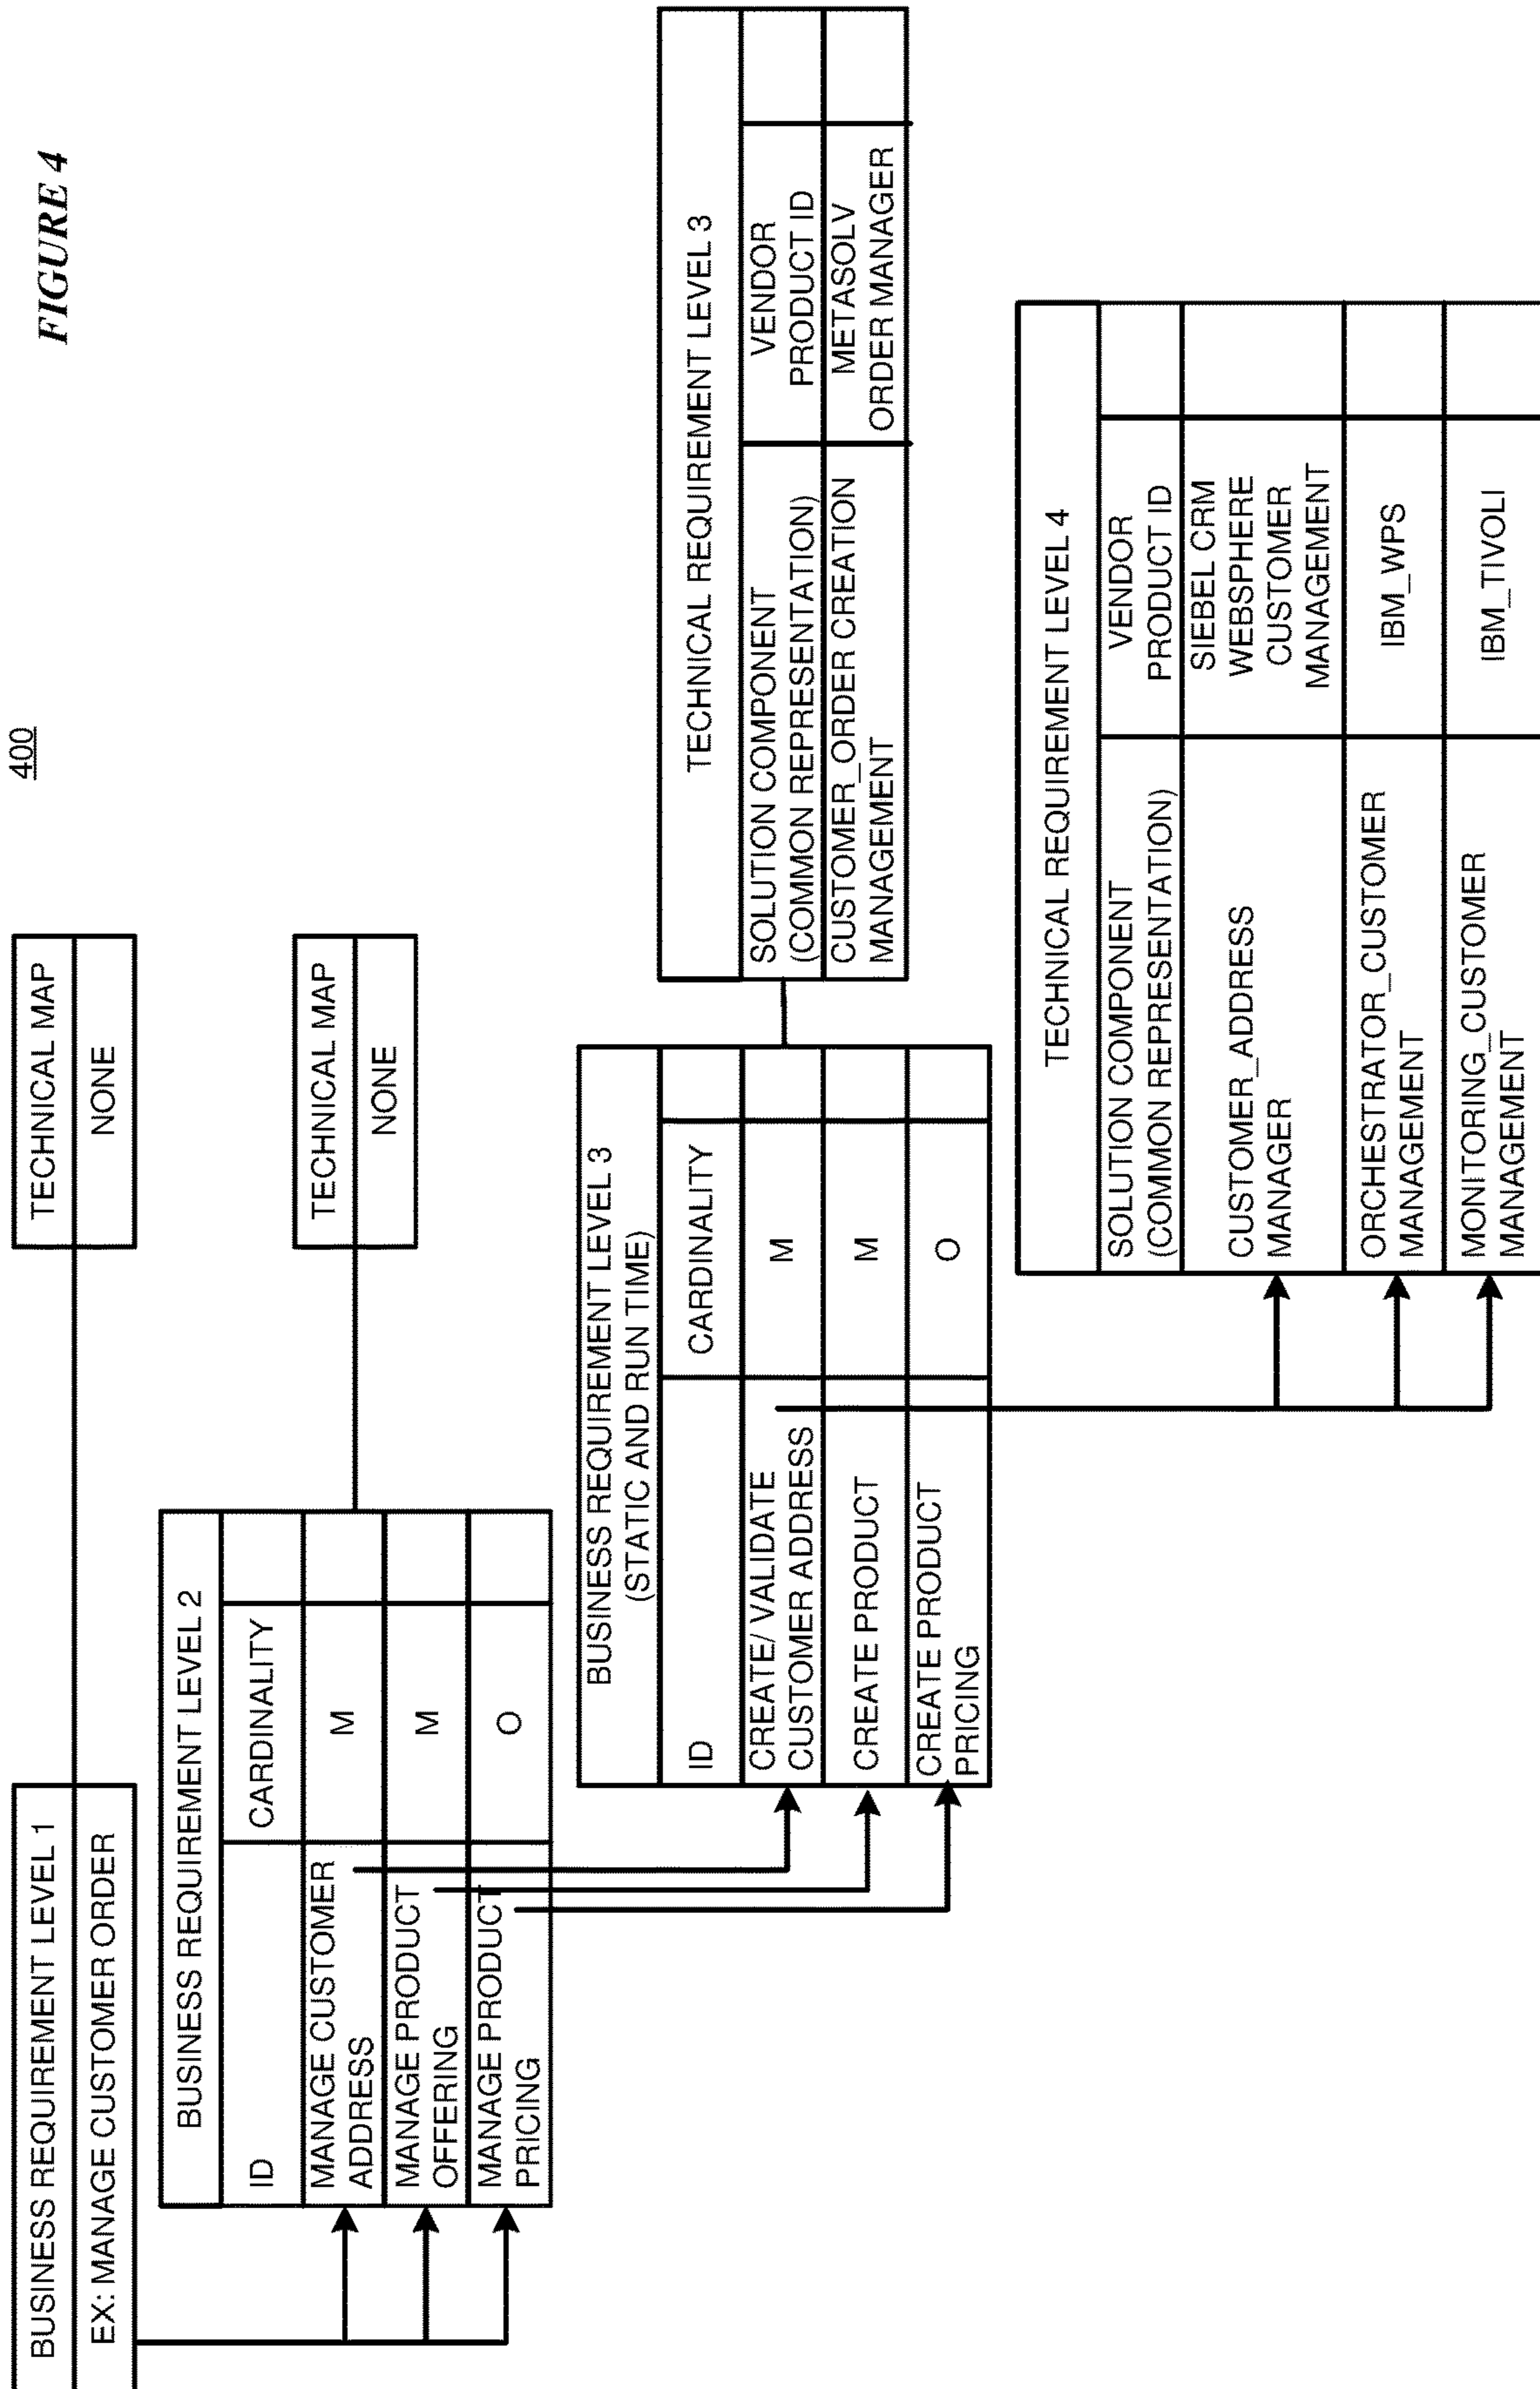 400
FIGURE 4
BUSINESS REQUIREMENT LEVEL 1
EX: MANAGE CUSTOMER ORDER
TECHNICAL MAP
NONE
BUSINESS REQUIREMENT LEVEL 2
ID
CARDINALITY
MANAGE CUSTOMER
ADDRESS
M
MANAGE PRODUCT
OFFERING
M
MANAGE PRODUCT
PRICING
O
TECHNICAL MAP
NONE
BUSINESS REQUIREMENT LEVEL 3
(STATIC AND RUN TIME)
ID
CARDINALITY
CREATE/ VALIDATE
CUSTOMER ADDRESS
M
CREATE PRODUCT
M
CREATE PRODUCT
PRICING
O
TECHNICAL REQUIREMENT LEVEL 3
SOLUTION COMPONENT
(COMMON REPRESENTATION)
VENDOR
PRODUCT ID
CUSTOMER_ORDER CREATION
MANAGEMENT
METASOLV
ORDER MANAGER
TECHNICAL REQUIREMENT LEVEL 4
SOLUTION COMPONENT
(COMMON REPRESENTATION)
VENDOR
PRODUCT ID
CUSTOMER_ADDRESS
MANAGER
SIEBEL CRM
WEBSPHERE
CUSTOMER
MANAGEMENT
ORCHESTRATOR_CUSTOMER
MANAGEMENT
IBM_WPS
MONITORING_CUSTOMER
MANAGEMENT
IBM_TIVOLI